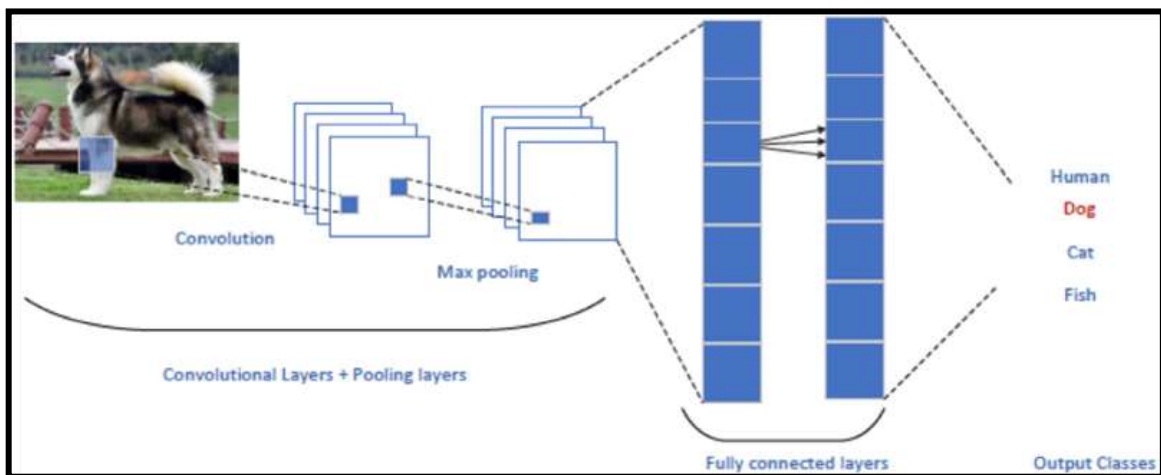 Convolution
Max pooling
Convolutional Layers + Pooling layers
Human
Dog
Cat
Fish
Fully connected layers
Output Classes